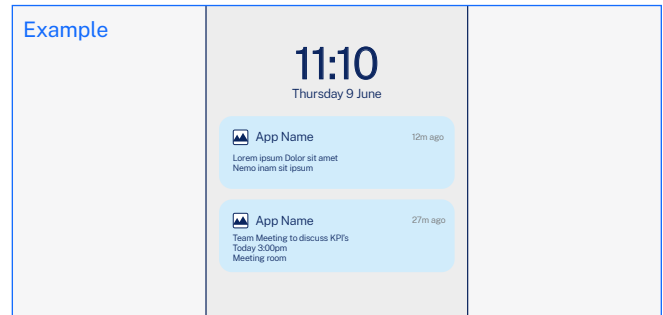 Example
11:10
Thursday 9 June
App Name 12m ago
Lorem ipsum Dolor sit amet
Nemo inam sit ipsum
App Name 27m ago
Team Meeting to discuss KPI's
Today 3:00pm
Meeting room